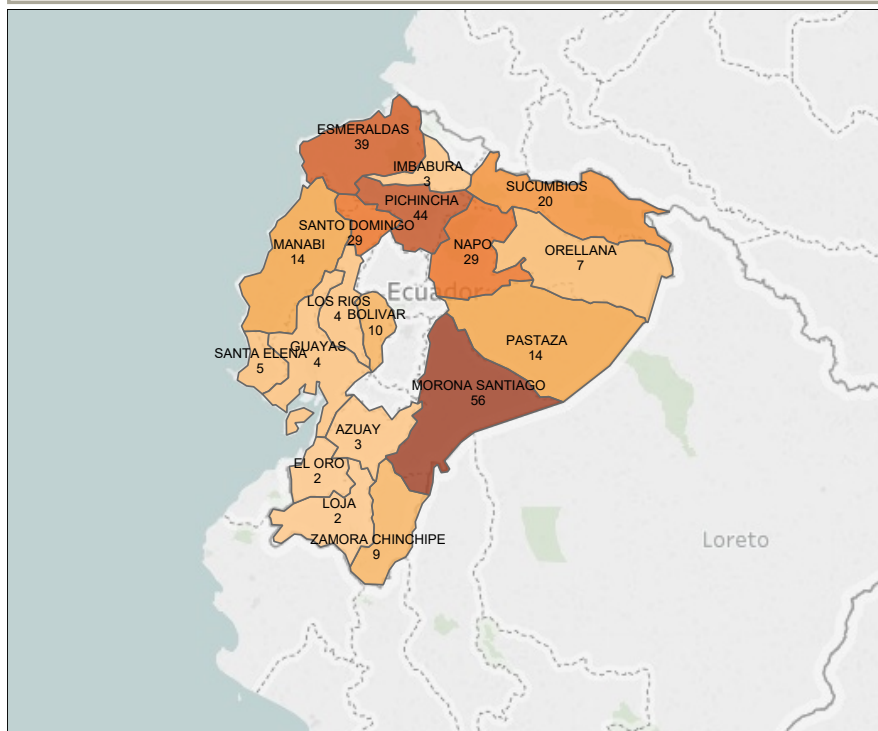 ESMERALDAS
39
IMBABURA
3
SUCUMBIOS
20
PICHINCHA
44
SANTO DOMINGO
29
MANABI
14
NAPO
29
ORELLANA
7
Ecuador
LOS RIOS
4
BOLIVAR
10
PASTAZA
14
GUAYAS
4
SANTA ELENA
5
MORONA SANTIAGO
56
AZUAY
3
EL ORO
2
LOJA
2
ZAMORA CHINCHIPE
9
Loreto